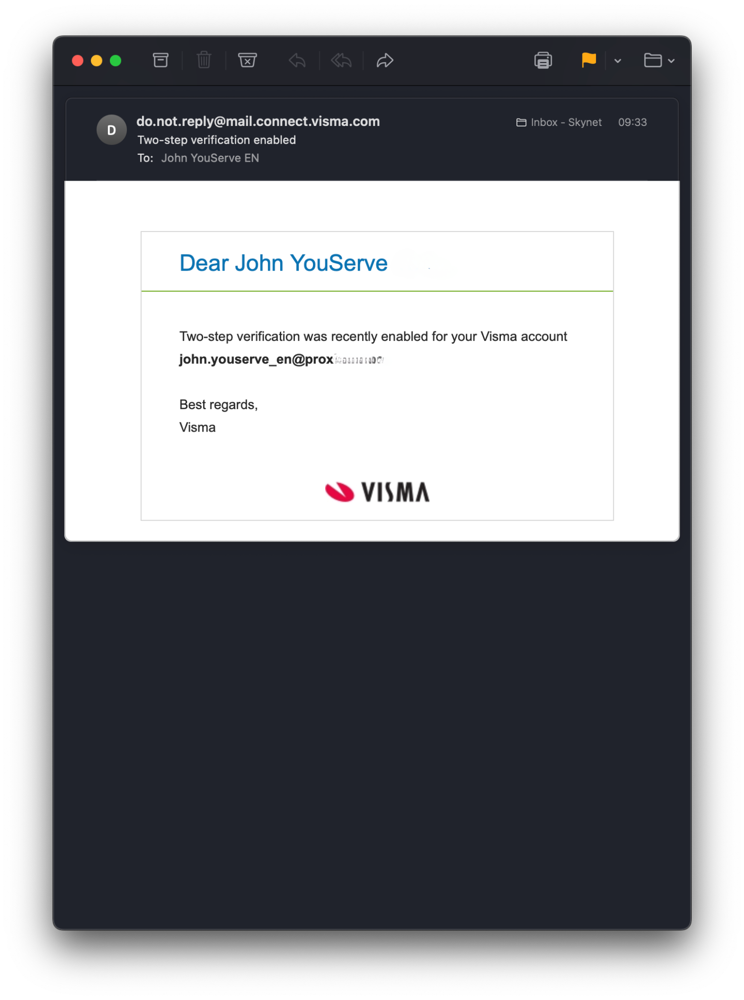 D
do.not.reply@mail.connect.visma.com
Inbox - Skynet 09:33
Two-step verification enabled
To: John YouServe EN
Dear John YouServe
Two-step verification was recently enabled for your Visma account
john.youserve_en@prox
Best regards,
Visma
VISMA